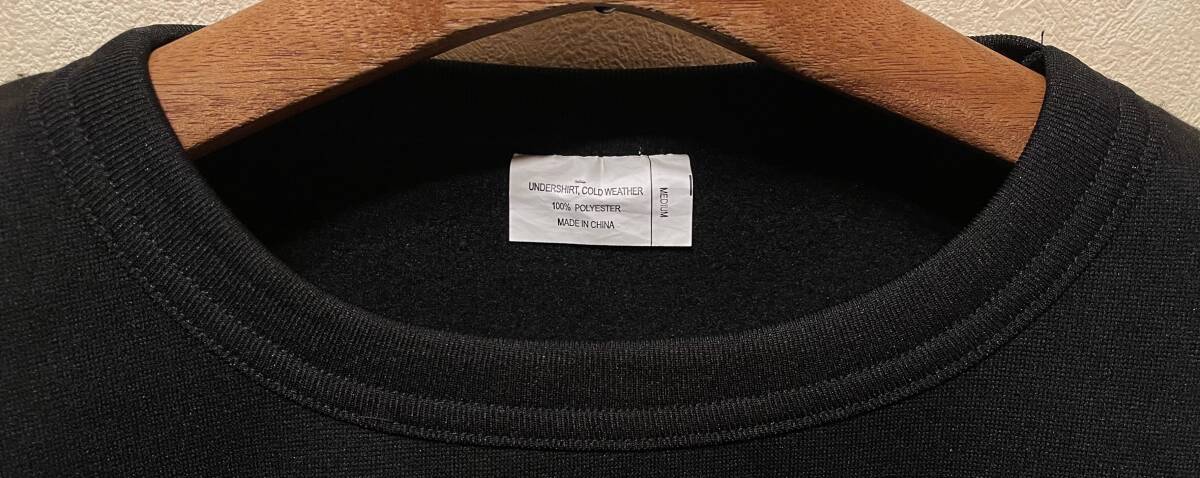 UNDERSHIRT, COLD WEATHER
100% POLYESTER
MADE IN CHINA
MEDIUM